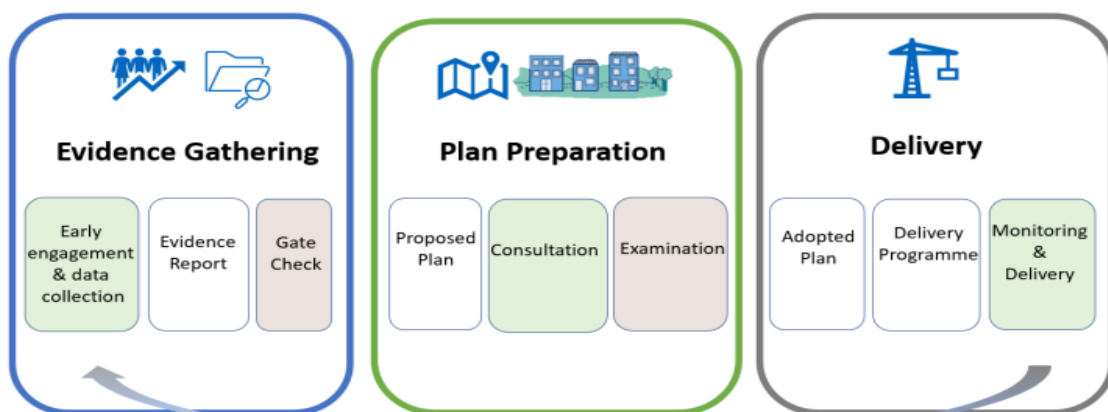 Evidence Gathering
Early
engagement
& data
collection
Evidence
Report
Gate
Check
Plan Preparation
Proposed
Plan
Consultation
Examination
Delivery
Adopted
Plan
Delivery
Programme
Monitoring
&
Delivery